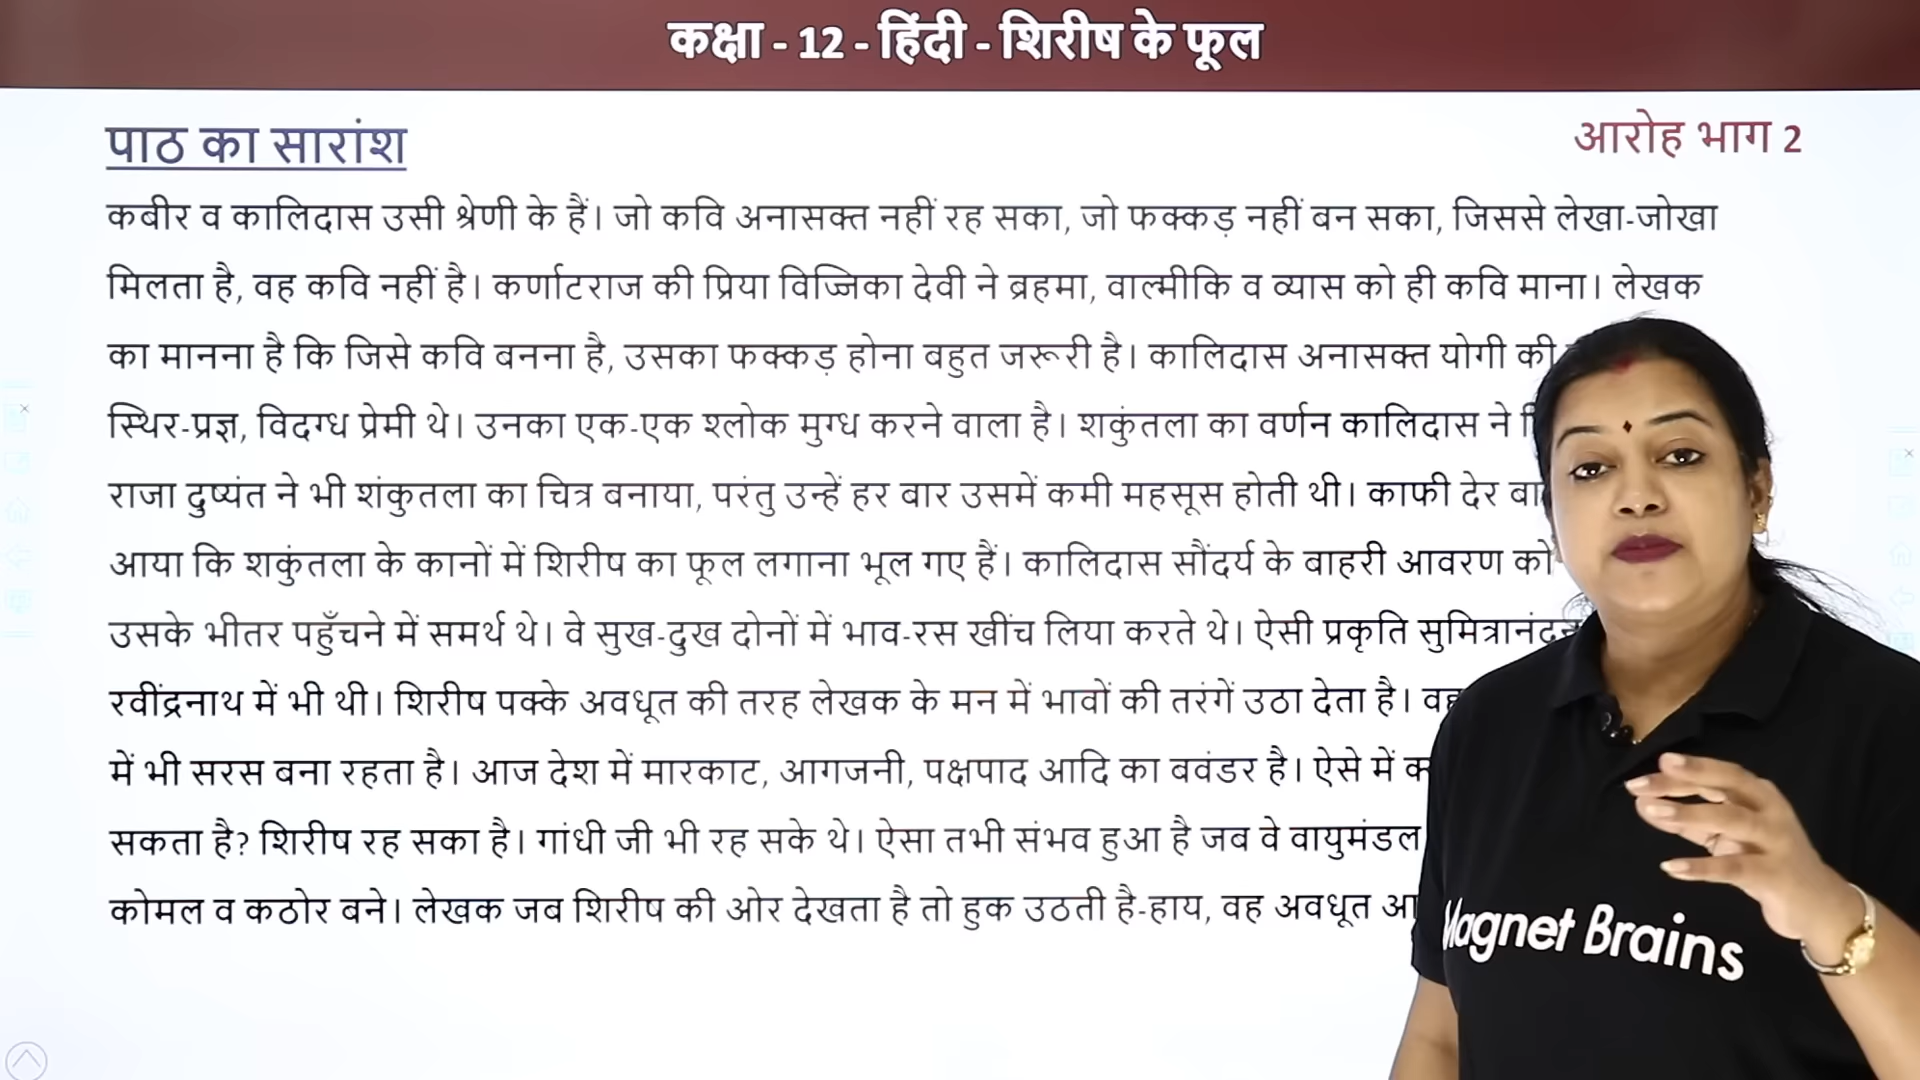 कक्षा - 12 - हिंदी - शिरीष के फूल
पाठ का सारांश
आरोह भाग 2
कबीर व कालिदास उसी श्रेणी के हैं। जो कवि अनासक्त नहीं रह सका, जो फक्कड़ नहीं बन सका, जिससे लेखा-जोखा
मिलता है, वह कवि नहीं है। कर्णाटराज की प्रिया विज्जिका देवी ने ब्रहमा, वाल्मीकि व व्यास को ही कवि माना। लेखक
का मानना है कि जिसे कवि बनना है, उसका फक्कड़ होना बहुत जरूरी है। कालिदास अनासक्त योगी की
स्थिर-प्रज्ञ, विदग्ध प्रेमी थे। उनका एक-एक श्लोक मुग्ध करने वाला है। शकुंतला का वर्णन कालिदास ने
राजा दुष्यंत ने भी शंकुतला का चित्र बनाया, परंतु उन्हें हर बार उसमें कमी महसूस होती थी। काफी देर
आया कि शकुंतला के कानों में शिरीष का फूल लगाना भूल गए हैं। कालिदास सौंदर्य के बाहरी आवरण को
उसके भीतर पहुँचने में समर्थ थे। वे सुख-दुख दोनों में भाव-रस खींच लिया करते थे। ऐसी प्रकृति
रवींद्रनाथ में भी थी। शिरीष पक्के अवधूत की तरह लेखक के मन में भावों की तरंगें उठा देता है।
में भी सरस बना रहता है। आज देश में मारकाट, आगजनी, पक्षपाद आदि का बवंडर है। ऐसे में
सकता है? शिरीष रह सका है। गांधी जी भी रह सके थे। ऐसा तभी संभव हुआ है जब वे वायुमंडल
कोमल व कठोर बने। लेखक जब शिरीष की ओर देखता है तो हुक उठती है-हाय, वह अवधूत
Magnet Brains